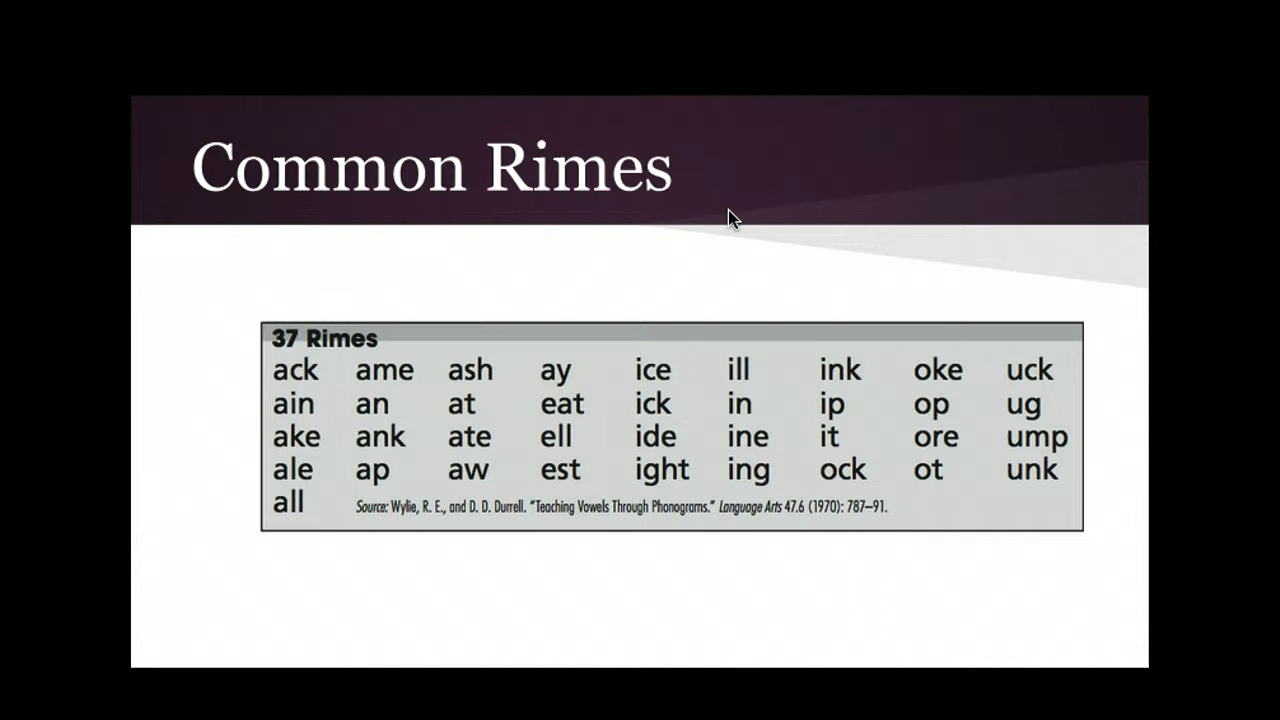 Common Rimes
37 Rimes
ack ame ash ay ice ill ink oke uck
ain an at eat ick in ip op ug
ake ank ate ell ide ine it ore ump
ale ap aw est ight ing ock ot unk
all Source: Wylie, R. E., and D. D. Durrell. “Teaching Vowels Through Phonograms.” Language Arts 47.6 (1970): 787–91.